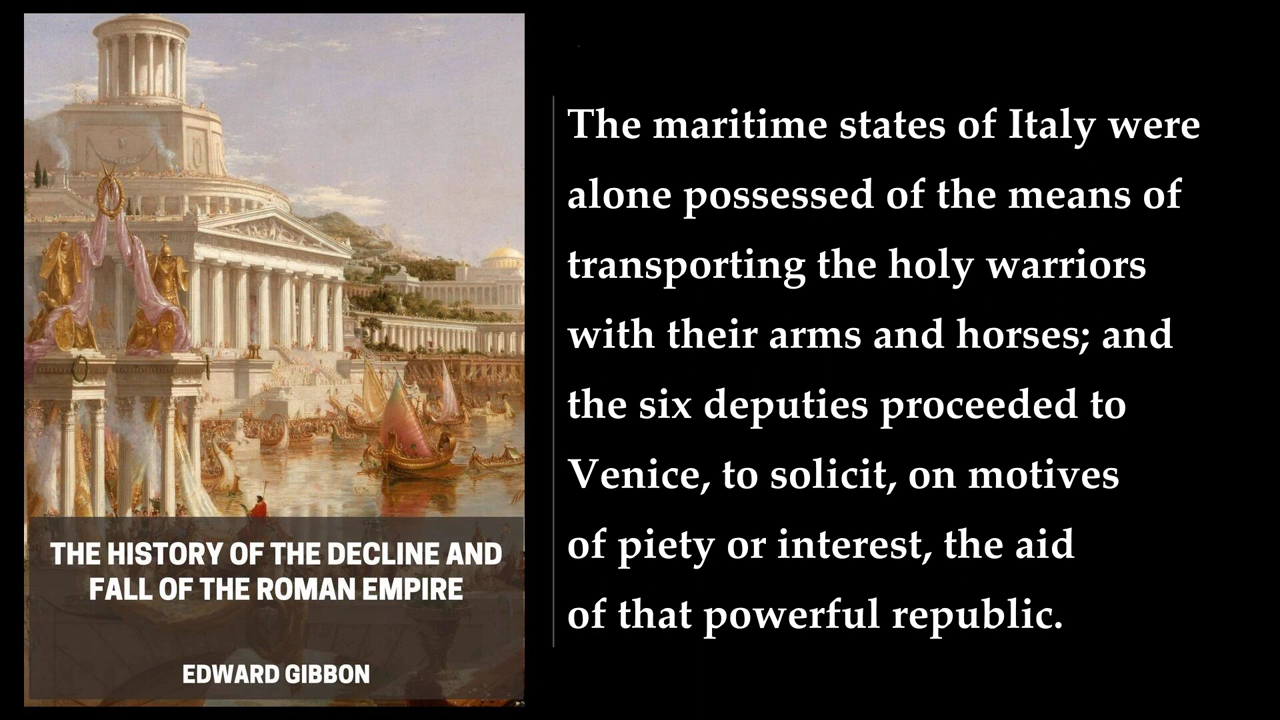 THE HISTORY OF THE DECLINE AND
FALL OF THE ROMAN EMPIRE
EDWARD GIBBON
The maritime states of Italy were
alone possessed of the means of
transporting the holy warriors
with their arms and horses; and
the six deputies proceeded to
Venice, to solicit, on motives
of piety or interest, the aid
of that powerful republic.